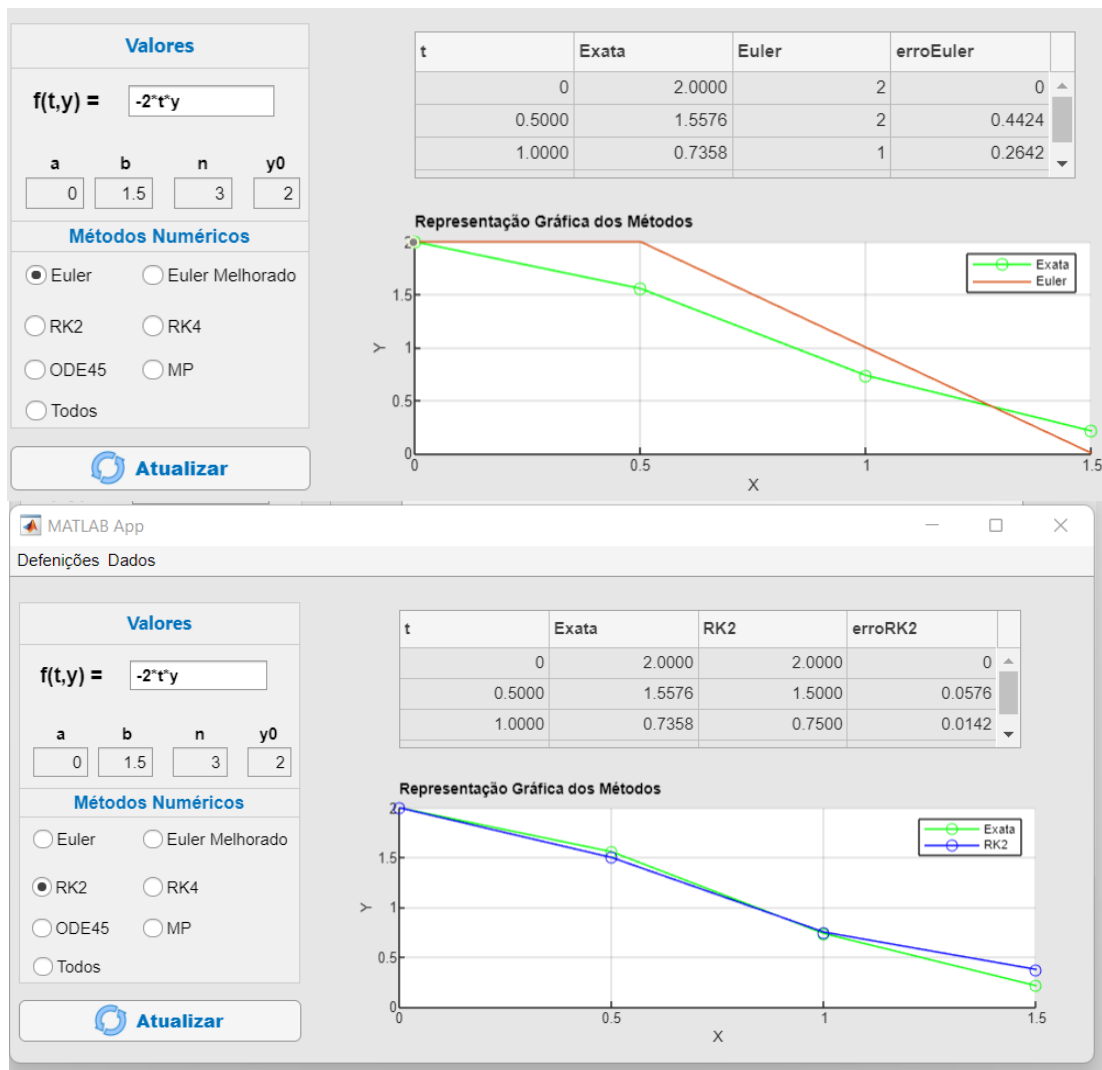 Valores
f(t,y) = -2*t*y
a b n y0
0 1.5 3 2
Métodos Numéricos
Euler Euler Melhorado
RK2 RK4
ODE45 MP
Todos
Atualizar
t Exata Euler erroEuler
0 2.0000 2 0
0.5000 1.5576 2 0.4424
1.0000 0.7358 1 0.2642
Representação Gráfica dos Métodos
2
1.5
1
0.5
0
Y
0 0.5 1 1.5
X
Exata
Euler
MATLAB App
Defenições Dados
Valores
f(t,y) = -2*t*y
a b n y0
0 1.5 3 2
Métodos Numéricos
Euler Euler Melhorado
RK2 RK4
ODE45 MP
Todos
Atualizar
t Exata RK2 erroRK2
0 2.0000 2.0000 0
0.5000 1.5576 1.5000 0.0576
1.0000 0.7358 0.7500 0.0142
Representação Gráfica dos Métodos
2
1.5
1
0.5
0
Y
0 0.5 1 1.5
X
Exata
RK2